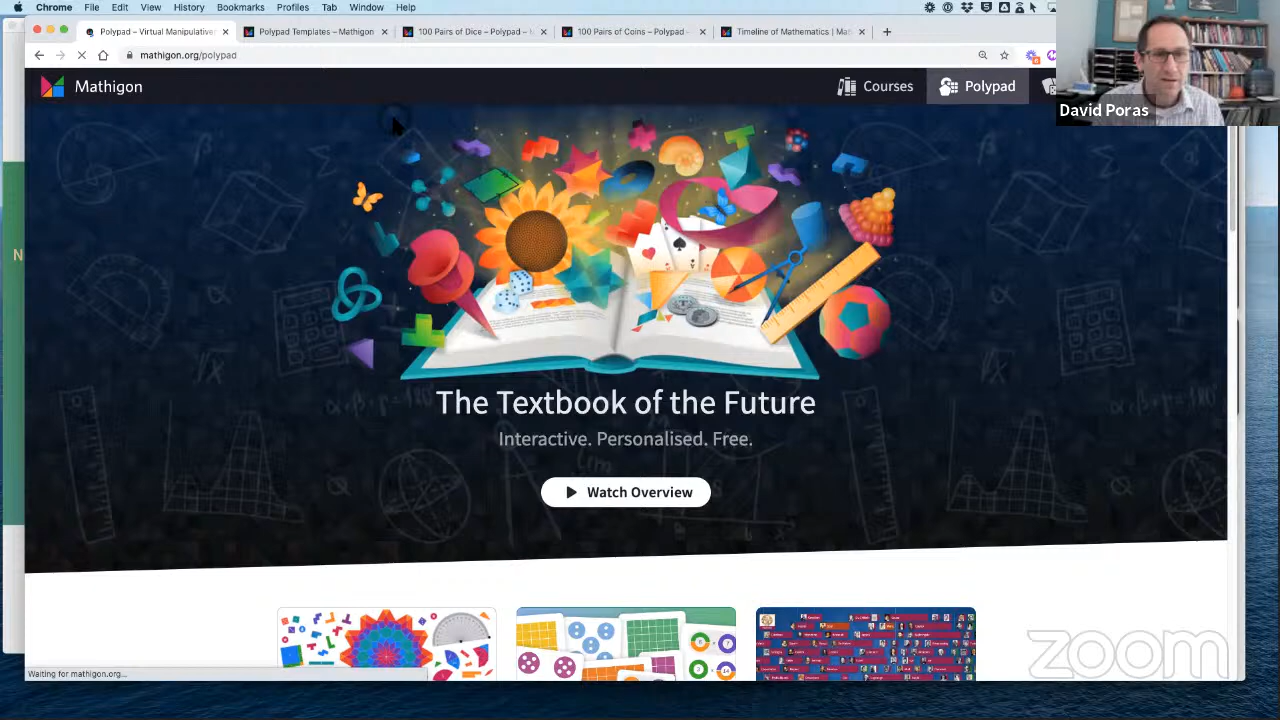 Chrome File Edit View History Bookmarks Profiles Tab Window Help
Polypad – Virtual Manipulative
Polypad Templates – Mathigon
100 Pairs of Dice – Polypad –
100 Pairs of Coins – Polypad –
Timeline of Mathematics | Mat
mathigon.org/polypad
Mathigon
Courses
Polypad
David Poras
N
The Textbook of the Future
Interactive. Personalised. Free.
Watch Overview
zoom
Waiting for mathigon.org...